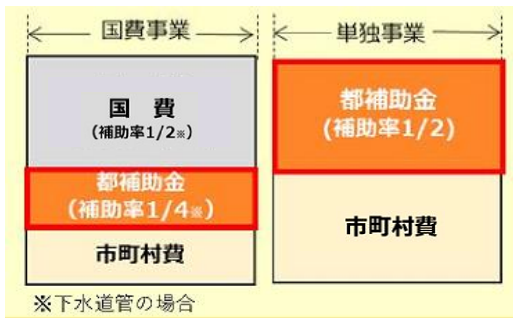 国費事業
単独事業
国　費
(補助率1/2※)
都補助金
(補助率1/4※)
市町村費
都補助金
(補助率1/2)
市町村費
※下水道管の場合